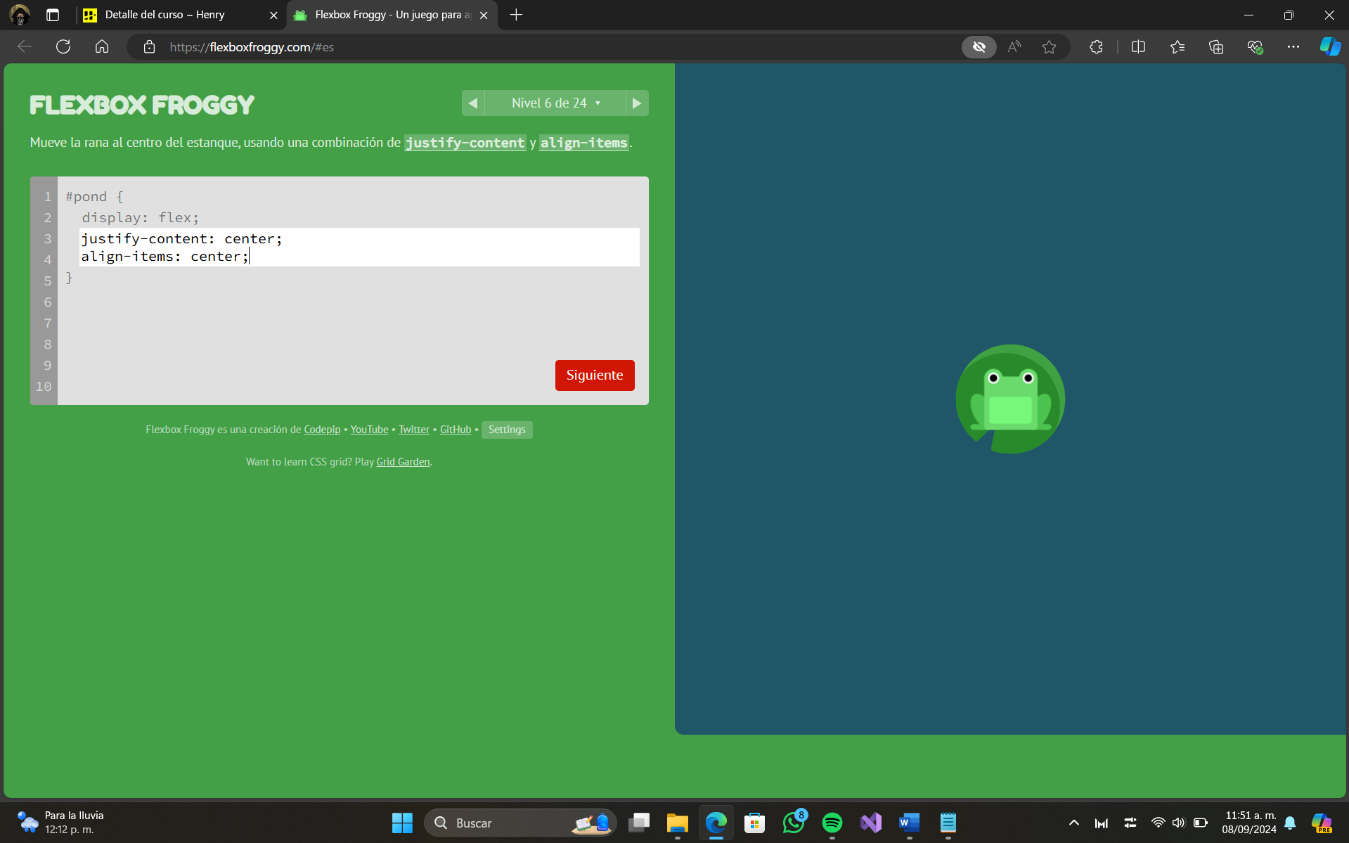 Detalle del curso – Henry
Flexbox Froggy - Un juego para a
https://flexboxfroggy.com/#es
FLEXBOX FROGGY
Nivel 6 de 24
Mueve la rana al centro del estanque, usando una combinación de justify-content y align-items.
1 #pond {
2 display: flex;
3 justify-content: center;
4 align-items: center;
5 }
6
7
8
9
10
Siguiente
Flexbox Froggy es una creación de Codepip • YouTube • Twitter • GitHub • Settings
Want to learn CSS grid? Play Grid Garden.
Para la lluvia
12:12 p. m.
Buscar
8
W
PRE
11:51 a. m.
08/09/2024